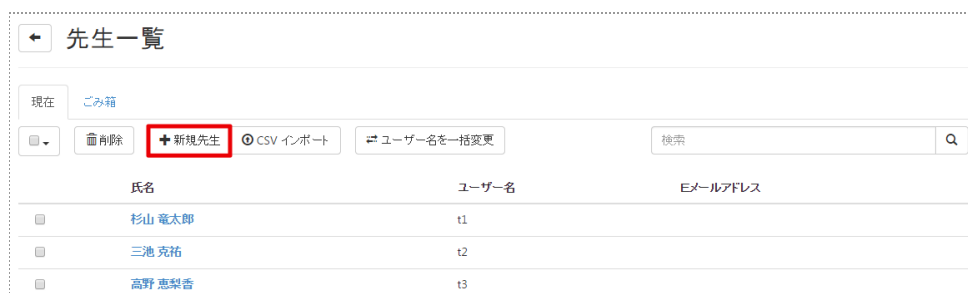 先生一覧
現在 ごみ箱
削除 新規先生 CSV インポート ユーザー名を一括変更 検索
氏名 ユーザー名 Eメールアドレス
杉山 竜太郎 t1
三池 克祐 t2
高野 恵梨香 t3